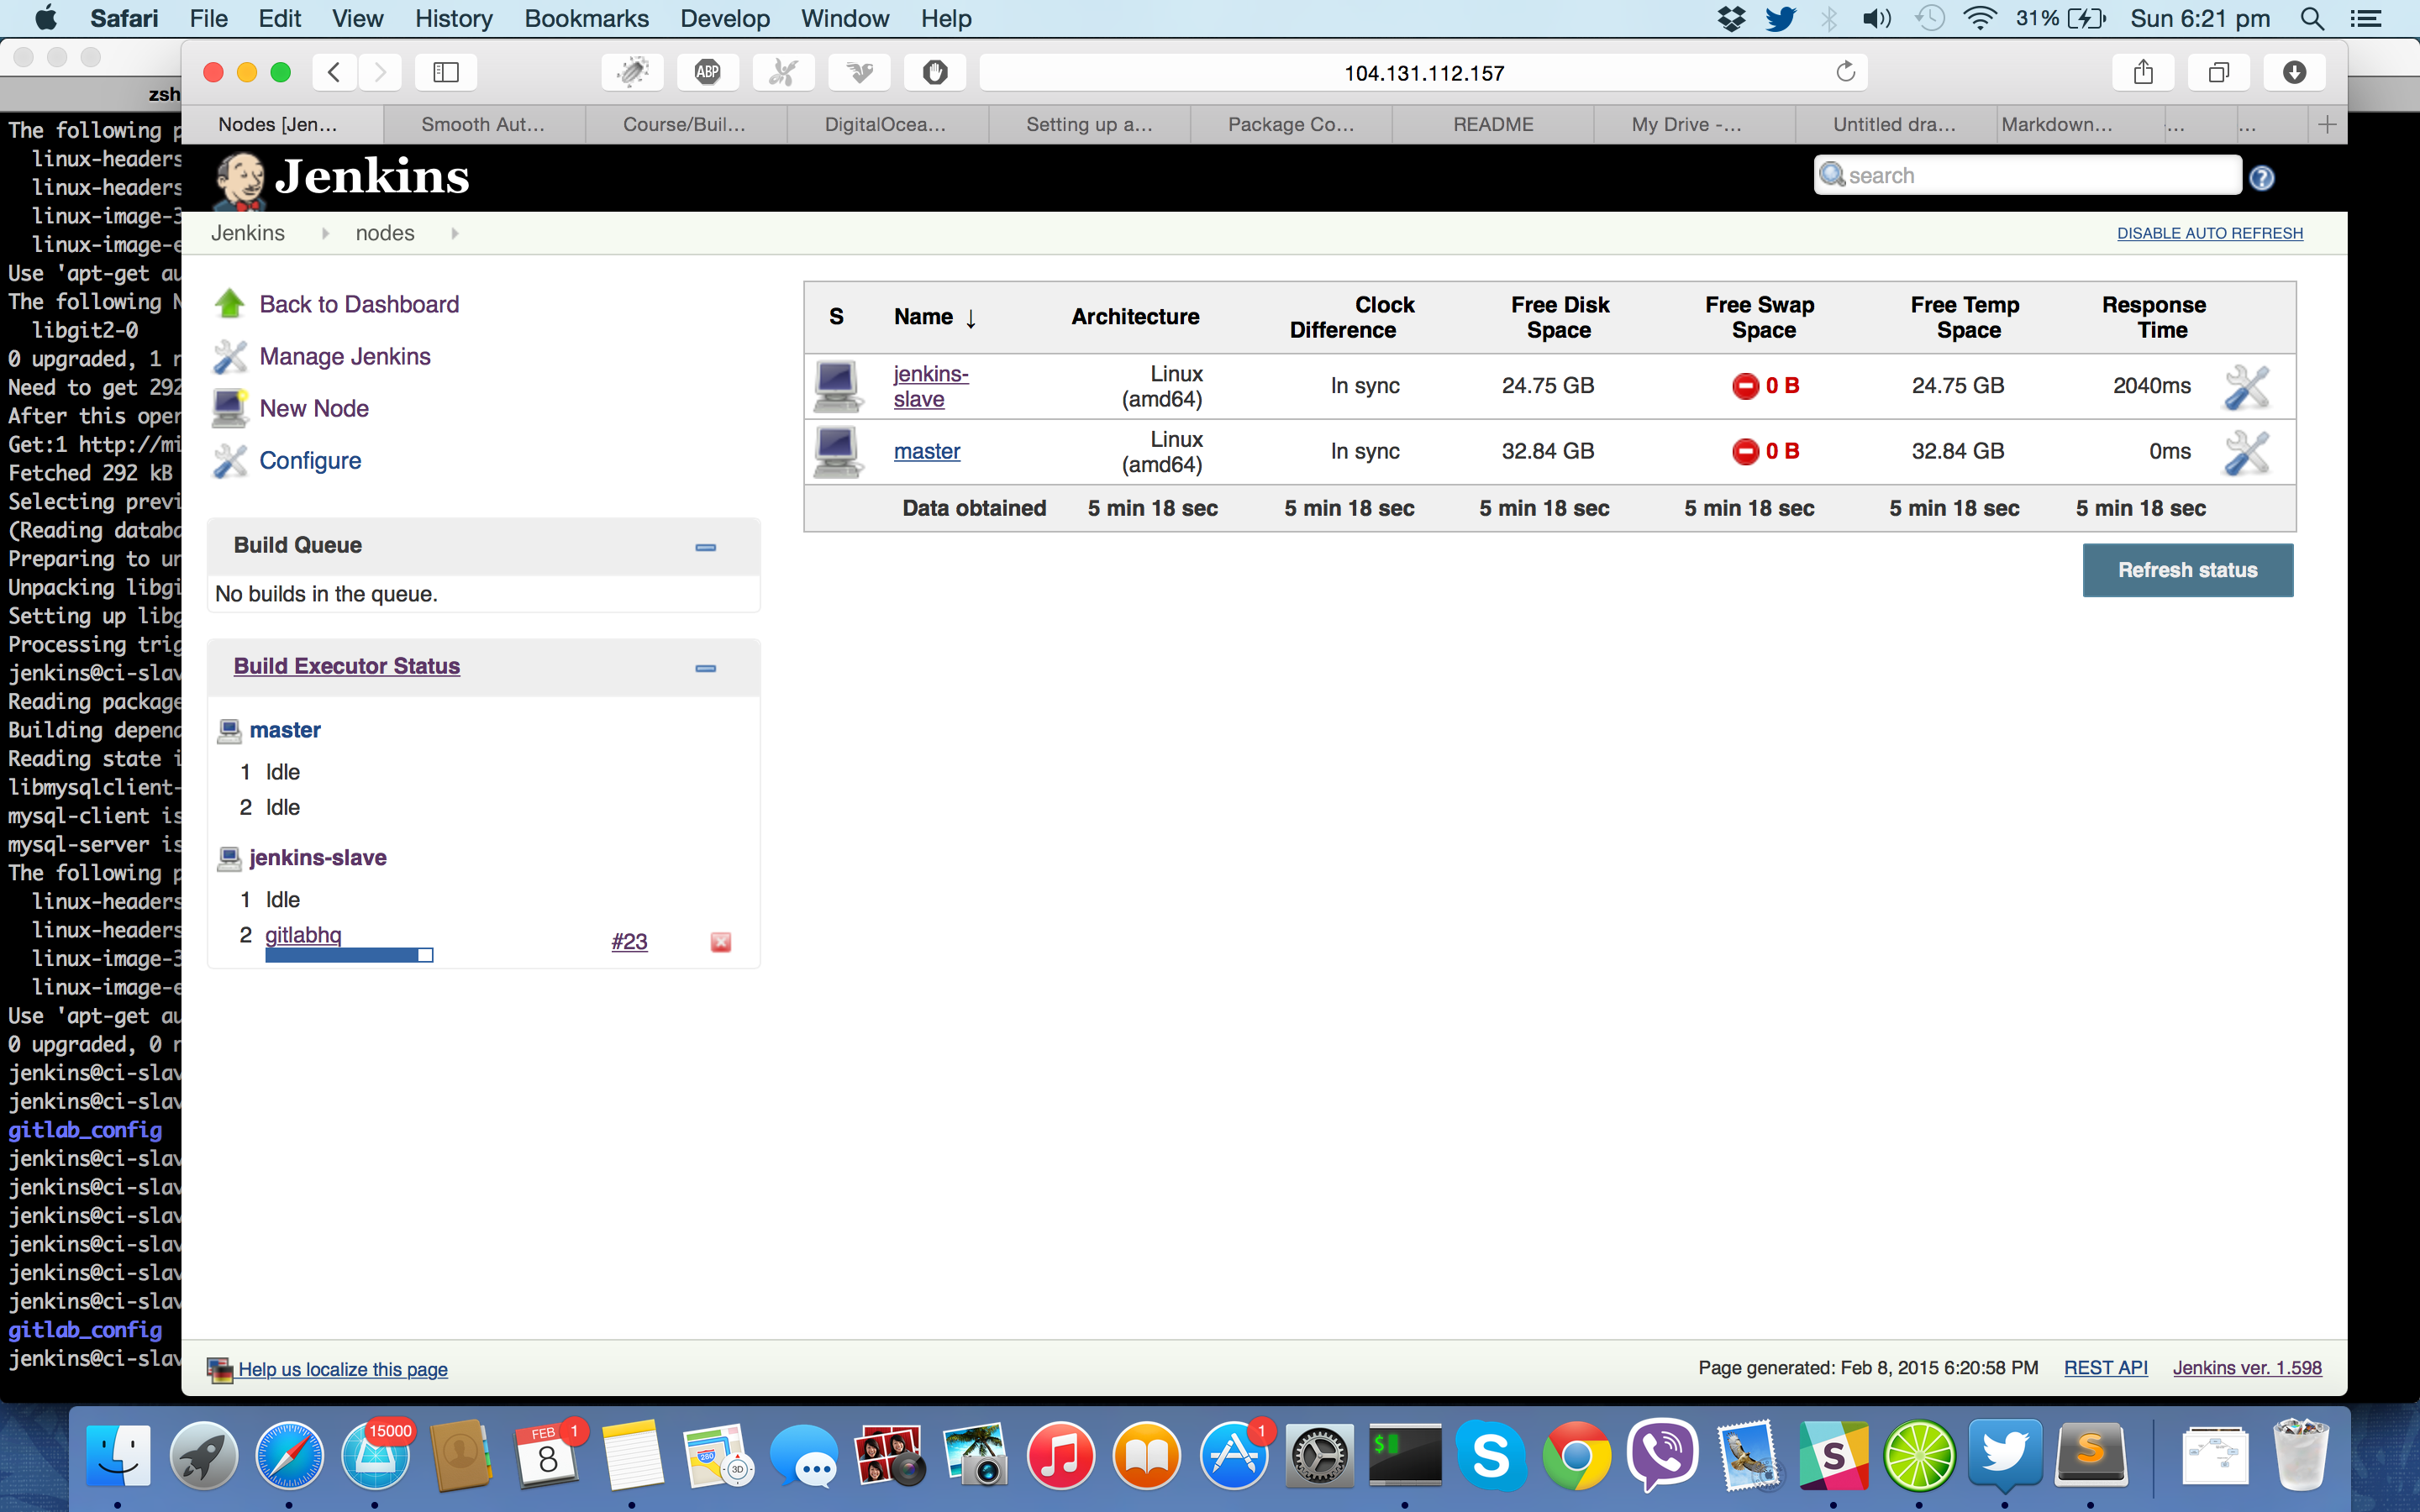 Safari File Edit View History Bookmarks Develop Window Help 31% Sun 6:21 pm
zsh
ABP
104.131.112.157
Nodes [Jen... Smooth Aut... Course/Buil... DigitalOcea... Setting up a... Package Co... README My Drive -... Untitled dra... Markdown... ... ...
Jenkins
search
Jenkins nodes
DISABLE AUTO REFRESH
Back to Dashboard
Manage Jenkins
New Node
Configure
Build Queue
No builds in the queue.
Build Executor Status
master
1 Idle
2 Idle
jenkins-slave
1 Idle
2 gitlabhq #23
S Name ↓ Architecture Clock Difference Free Disk Space Free Swap Space Free Temp Space Response Time
jenkins-slave Linux (amd64) In sync 24.75 GB 0 B 24.75 GB 2040ms
master Linux (amd64) In sync 32.84 GB 0 B 32.84 GB 0ms
Data obtained 5 min 18 sec 5 min 18 sec 5 min 18 sec 5 min 18 sec 5 min 18 sec 5 min 18 sec
Refresh status
Help us localize this page
Page generated: Feb 8, 2015 6:20:58 PM REST API Jenkins ver. 1.598
The following
linux-headers
linux-headers
linux-image-3
linux-image-e
Use 'apt-get au
The following N
libgit2-0
0 upgraded, 1 r
Need to get 292
After this oper
Get:1 http://mi
Fetched 292 kB
Selecting previ
(Reading databa
Preparing to un
Unpacking libgi
Setting up libg
Processing trig
jenkins@ci-slav
Reading package
Building depend
Reading state i
libmysqlclient-
mysql-client is
mysql-server is
The following p
linux-headers
linux-headers
linux-image-3
linux-image-e
Use 'apt-get au
0 upgraded, 0 r
jenkins@ci-slav
jenkins@ci-slav
gitlab_config
jenkins@ci-slav
jenkins@ci-slav
jenkins@ci-slav
jenkins@ci-slav
jenkins@ci-slav
jenkins@ci-slav
gitlab_config
jenkins@ci-slav
15000
FEB 8 1
280 3D
1